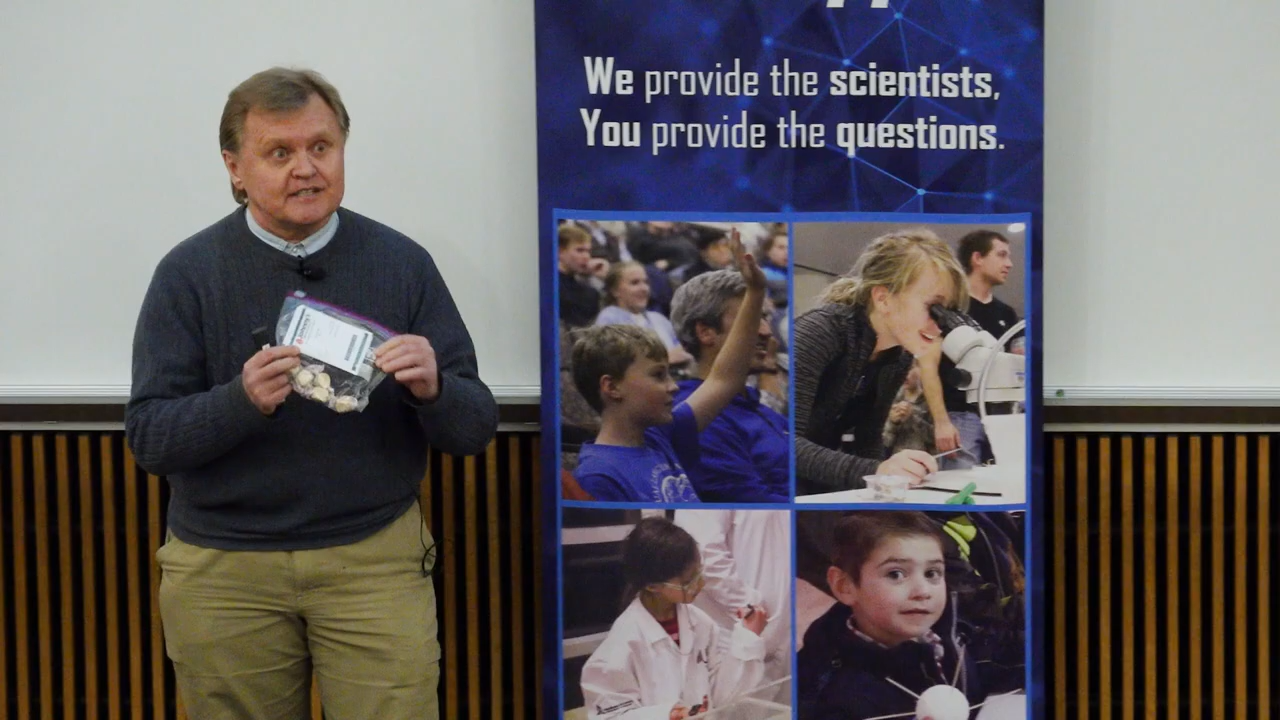 We provide the scientists,
You provide the questions.